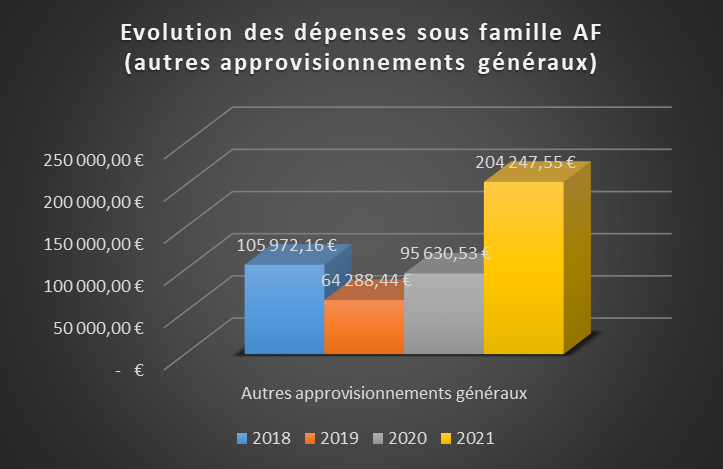 Evolution des dépenses sous famille AF
(autres approvisionnements généraux)
250 000,00 €
200 000,00 €
150 000,00 €
100 000,00 €
50 000,00 €
- €
105 972,16 €
64 288,44 €
95 630,53 €
204 247,55 €
Autres approvisionnements généraux
2018 2019 2020 2021